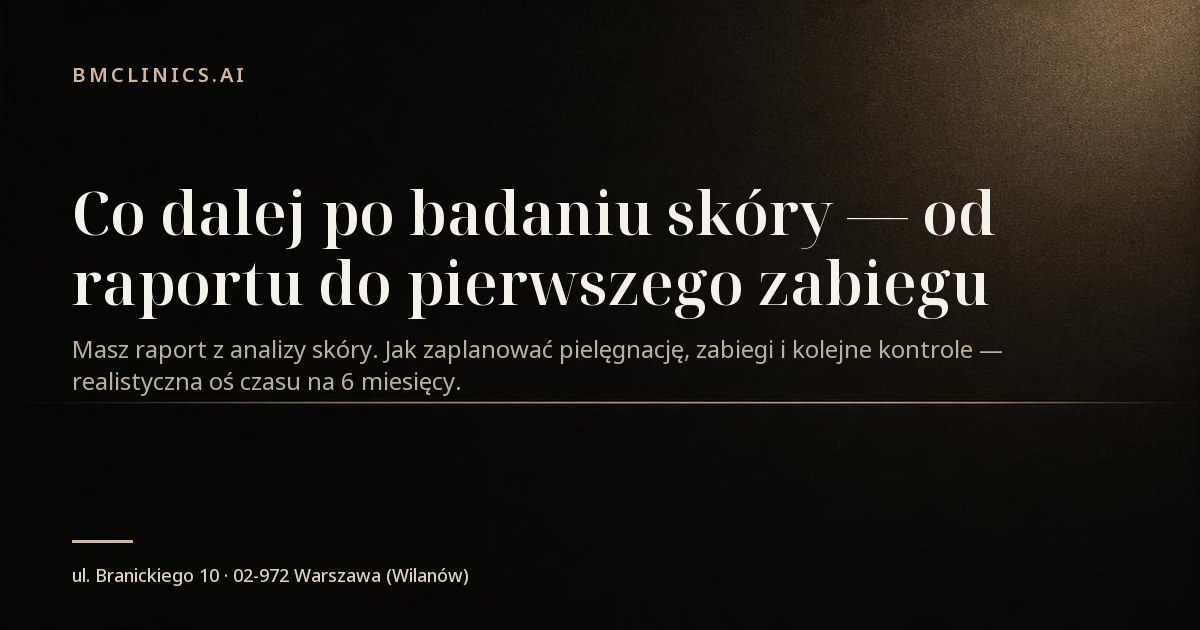 BMCLINICS.AI
Co dalej po badaniu skóry — od
raportu do pierwszego zabiegu
Masz raport z analizy skóry. Jak zaplanować pielęgnację, zabiegi i kolejne kontrole —
realistyczna oś czasu na 6 miesięcy.
ul. Branickiego 10 · 02-972 Warszawa (Wilanów)